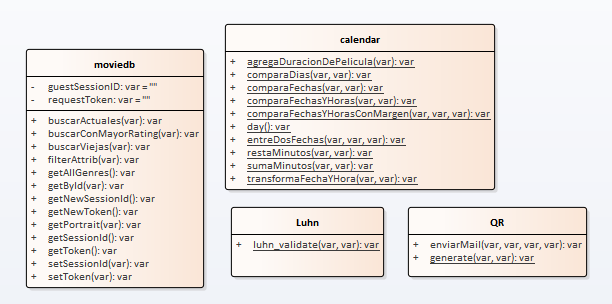 moviedb
- guestSessionID: var = ""
- requestToken: var = ""
+ buscarActuales(var): var
+ buscarConMayorRating(var): var
+ buscarViejas(var): var
+ filterAttrib(var, var): var
+ getAllGenres(): var
+ getById(var): var
+ getNewSessionId(): var
+ getNewToken(): var
+ getPortrait(var): var
+ getSessionId(): var
+ getToken(): var
+ setSessionId(var): var
+ setToken(var): var
calendar
+ agregaDuracionDePelicula(var): var
+ comparaDias(var, var): var
+ comparaFechas(var, var): var
+ comparaFechasYHoras(var, var): var
+ comparaFechasYHorasConMargen(var, var, var): var
+ day(): var
+ entreDosFechas(var, var, var): var
+ restaMinutos(var, var): var
+ sumaMinutos(var, var): var
+ transformaFechaYHora(var, var): var
Luhn
+ luhn_validate(var, var): var
QR
+ enviarMail(var, var, var, var): var
+ generate(var, var): var